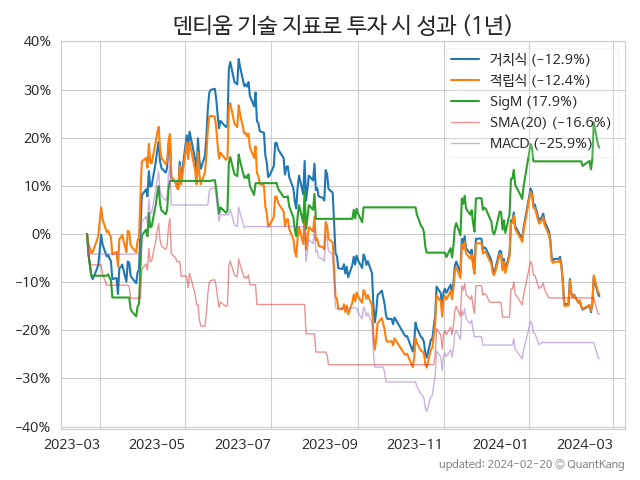 덴티움 기술 지표로 투자 시 성과 (1년)
40%
30%
20%
10%
0%
−10%
−20%
−30%
−40%
거치식 (−12.9%)
적립식 (−12.4%)
SigM (17.9%)
SMA(20) (−16.6%)
MACD (−25.9%)
2023-03 2023-05 2023-07 2023-09 2023-11 2024-01 2024-03
updated: 2024-02-20 ⓒ QuantKang